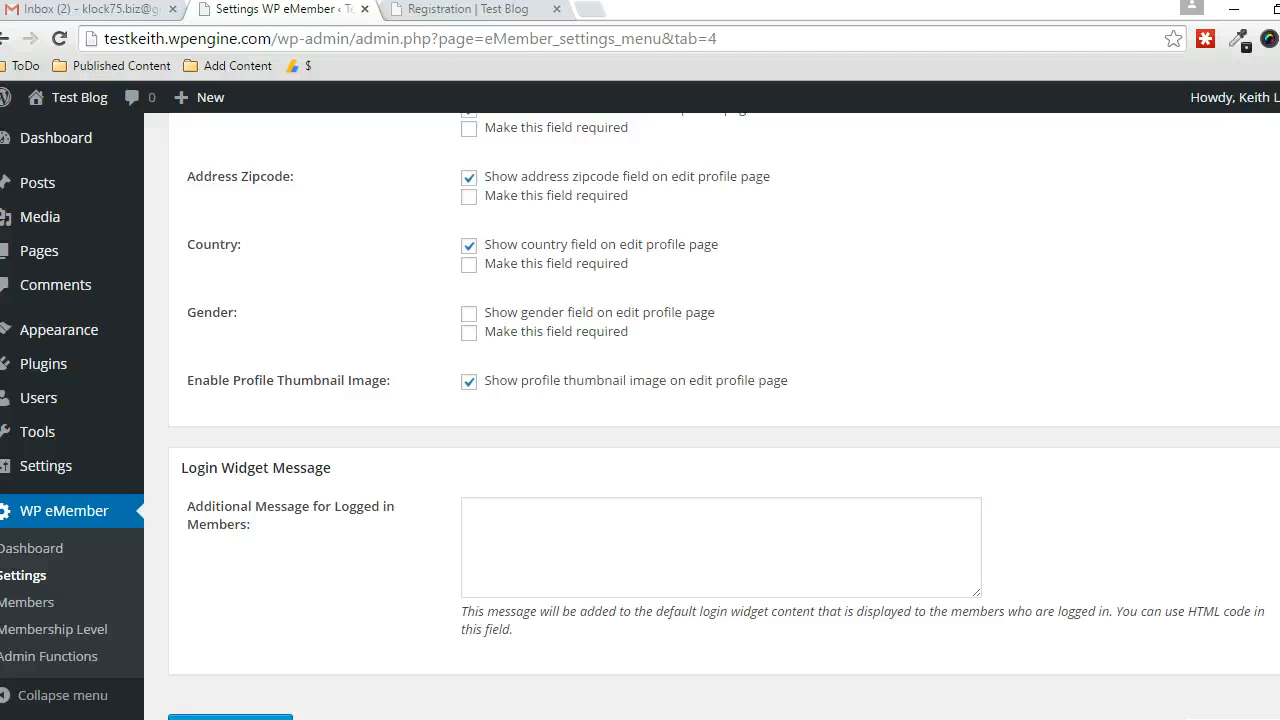 Inbox (2) - klock75.biz@g
Settings WP eMember ‹ Te
Registration | Test Blog
testkeith.wpengine.com/wp-admin/admin.php?page=eMember_settings_menu&tab=4
ToDo
Published Content
Add Content
$
Test Blog
0
New
Howdy, Keith L
Dashboard
Posts
Media
Pages
Comments
Appearance
Plugins
Users
Tools
Settings
WP eMember
Dashboard
Settings
Members
Membership Level
Admin Functions
Collapse menu
Make this field required
Address Zipcode:
Show address zipcode field on edit profile page
Make this field required
Country:
Show country field on edit profile page
Make this field required
Gender:
Show gender field on edit profile page
Make this field required
Enable Profile Thumbnail Image:
Show profile thumbnail image on edit profile page
Login Widget Message
Additional Message for Logged in
Members:
This message will be added to the default login widget content that is displayed to the members who are logged in. You can use HTML code in
this field.